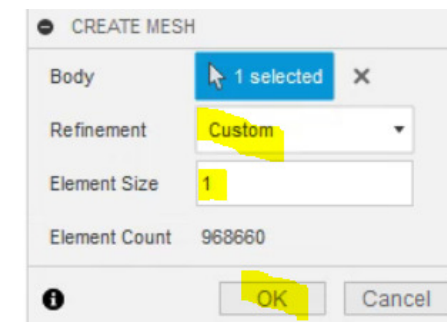 CREATE MESH
Body 1 selected
Refinement Custom
Element Size 1
Element Count 968660
OK Cancel